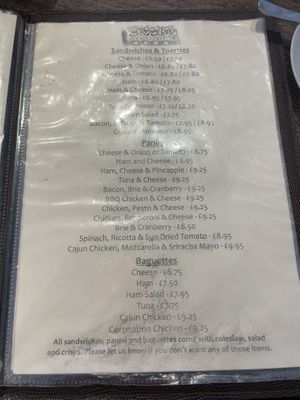 Sandwiches & Toasties
Cheese - £6.50 / £7.60
Cheese & Onion - £6.80 / £7.80
Cheese & Tomato - £6.80 / £7.80
Ham - £6.80 / £7.80
Ham & Cheese - £7.05 / £8.05
Tuna - £6.95 / £7.95
Tuna & Cheese - £7.20/£8.20
Ham Salad - £7.95
Bacon, Lettuce & Tomato - £7.95 / £8.95
Croque Monsieur - £8.95
Panini
Cheese & Onion or Tomato - £8.75
Ham and Cheese - £8.95
Ham, Cheese & Pineapple - £9.25
Tuna & Cheese - £9.25
Bacon, Brie & Cranberry - £9.25
BBQ Chicken & Cheese - £9.25
Chicken, Pesto & Cheese - £9.25
Chicken, Pepperoni & Cheese - £9.25
Brie & Cranberry - £8.95
Spinach, Ricotta & Sun Dried Tomato - £8.95
Cajun Chicken, Mozzarella & Sriracha Mayo - £9.25
Baguettes
Cheese - £6.75
Ham - £7.50
Ham Salad - £7.95
Tuna - £7.75
Cajun Chicken - £9.25
Coronation Chicken - £9.25
All sandwiches, panini and baguettes come with coleslaw, salad
and crisps. Please let us know if you don't want any of those items.